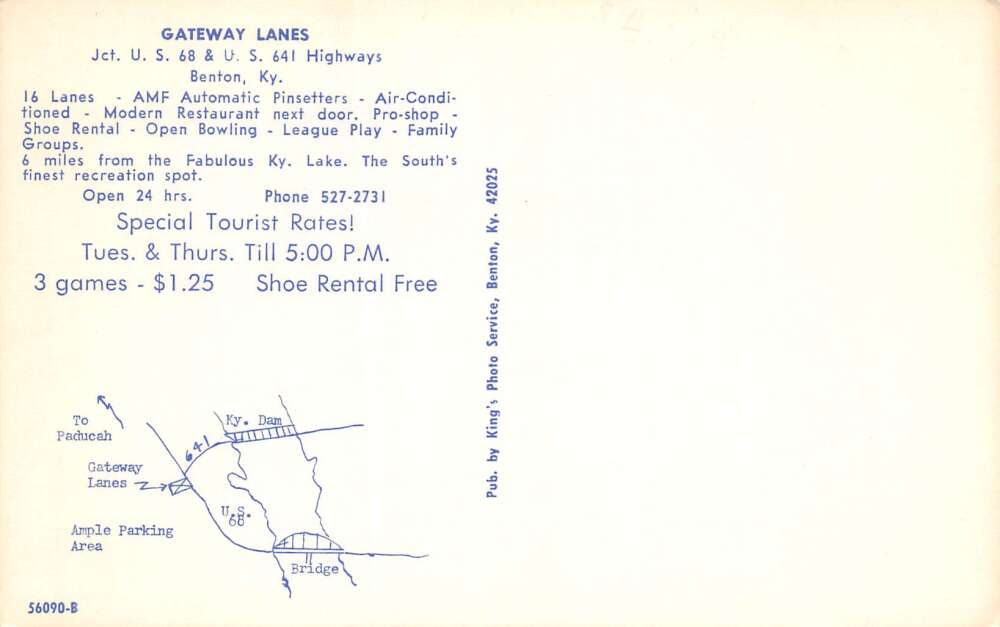 GATEWAY LANES
Jct. U. S. 68 & U. S. 641 Highways
Benton, Ky.
16 Lanes - AMF Automatic Pinsetters - Air-Condi-
tioned - Modern Restaurant next door. Pro-shop -
Shoe Rental - Open Bowling - League Play - Family
Groups.
6 miles from the Fabulous Ky. Lake. The South's
finest recreation spot.
Open 24 hrs. Phone 527-2731
Special Tourist Rates!
Tues. & Thurs. Till 5:00 P.M.
3 games - $1.25 Shoe Rental Free
Pub. by King's Photo Service, Benton, Ky. 42025
To
Paducah
Ky. Dam
641
Gateway
Lanes
U.S.
68
Ample Parking
Area
Bridge
56090-B